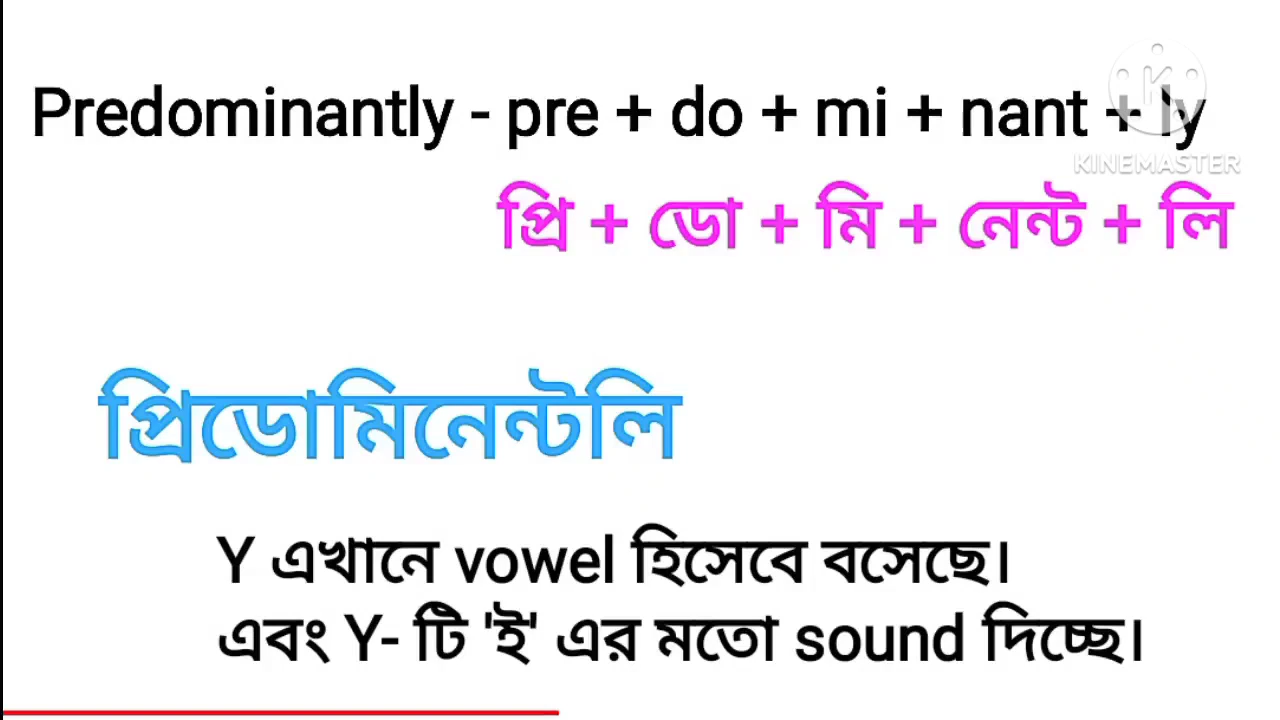 Predominantly - pre + do + mi + nant + ly
KINEMASTER
প্রি + ডো + মি + নেন্ট + লি
প্রিডোমিনেন্টলি
Y এখানে vowel হিসেবে বসেছে।
এবং Y- টি 'ই' এর মতো sound দিচ্ছে।